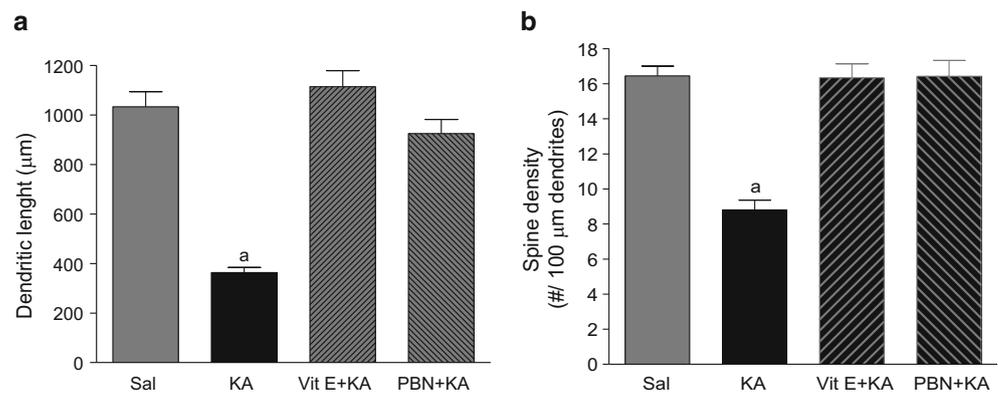 a
Dendritic lenght (μm)
1200
1000
800
600
400
200
0
a
Sal KA Vit E+KA PBN+KA
b
Spine density
(#/ 100 μm dendrites)
18
16
14
12
10
8
6
4
2
0
a
Sal KA Vit E+KA PBN+KA